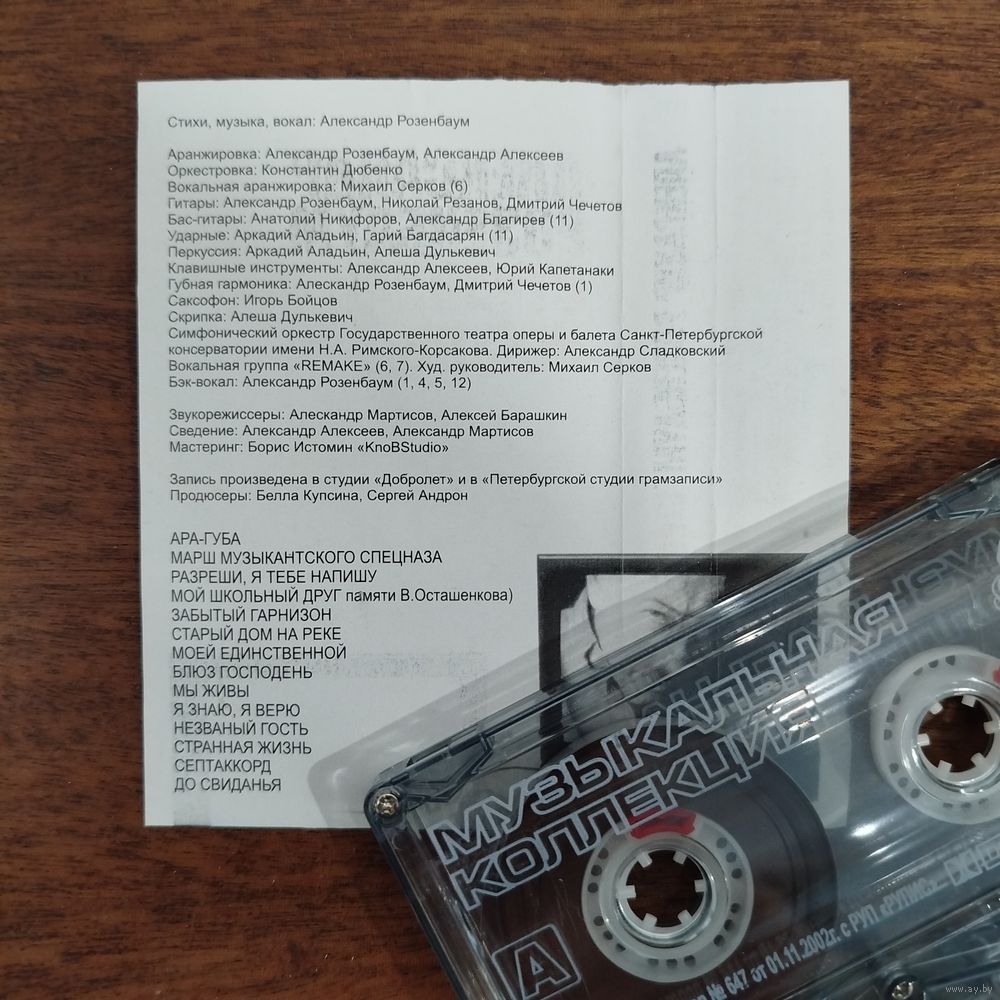 Стихи, музыка, вокал: Александр Розенбаум
Аранжировка: Александр Розенбаум, Александр Алексеев
Оркестровка: Константин Дюбенко
Вокальная аранжировка: Михаил Серков (6)
Гитары: Александр Розенбаум, Николай Резанов, Дмитрий Чечетов
Бас-гитары: Анатолий Никифоров, Александр Благирев (11)
Ударные: Аркадий Аладьин, Гарий Багдасарян (11)
Перкуссия: Аркадий Аладьин, Алеша Дулькевич
Клавишные инструменты: Александр Алексеев, Юрий Капетанаки
Губная гармоника: Алескандр Розенбаум, Дмитрий Чечетов (1)
Саксофон: Игорь Бойцов
Скрипка: Алеша Дулькевич
Симфонический оркестр Государственного театра оперы и балета Санкт-Петербургской
консерватории имени Н.А. Римского-Корсакова. Дирижер: Александр Сладковский
Вокальная группа «REMAKE» (6, 7). Худ. руководитель: Михаил Серков
Бэк-вокал: Александр Розенбаум (1, 4, 5, 12)
Звукорежиссеры: Алескандр Мартисов, Алексей Барашкин
Сведение: Александр Алексеев, Александр Мартисов
Мастеринг: Борис Истомин «KnoBStudio»
Запись произведена в студии «Добролет» и в «Петербургской студии грамзаписи»
Продюсеры: Белла Купсина, Сергей Андрон
АРА-ГУБА
МАРШ МУЗЫКАНТСКОГО СПЕЦНАЗА
РАЗРЕШИ, Я ТЕБЕ НАПИШУ
МОЙ ШКОЛЬНЫЙ ДРУГ памяти В.Осташенкова)
ЗАБЫТЫЙ ГАРНИЗОН
СТАРЫЙ ДОМ НА РЕКЕ
МОЕЙ ЕДИНСТВЕННОЙ
БЛЮЗ ГОСПОДЕНЬ
МЫ ЖИВЫ
Я ЗНАЮ, Я ВЕРЮ
НЕЗВАНЫЙ ГОСТЬ
СТРАННАЯ ЖИЗНЬ
СЕПТАККОРД
ДО СВИДАНЬЯ
МУЗЫКАЛЬНАЯ
КОЛЛЕКЦИЯ
A
№ 647 от 01.11.2002г. с РУП «РУПИС»
www.ay.by